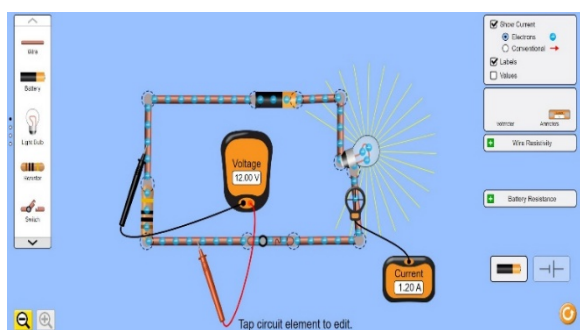 Wire
Battery
Light Bulb
Resistor
Switch
Voltage
12.00 V
Current
1.20 A
Show Current
Electrons
Conventional
Labels
Values
Voltmeter
Ammeters
Wire Resistivity
Battery Resistance
Tap circuit element to edit.